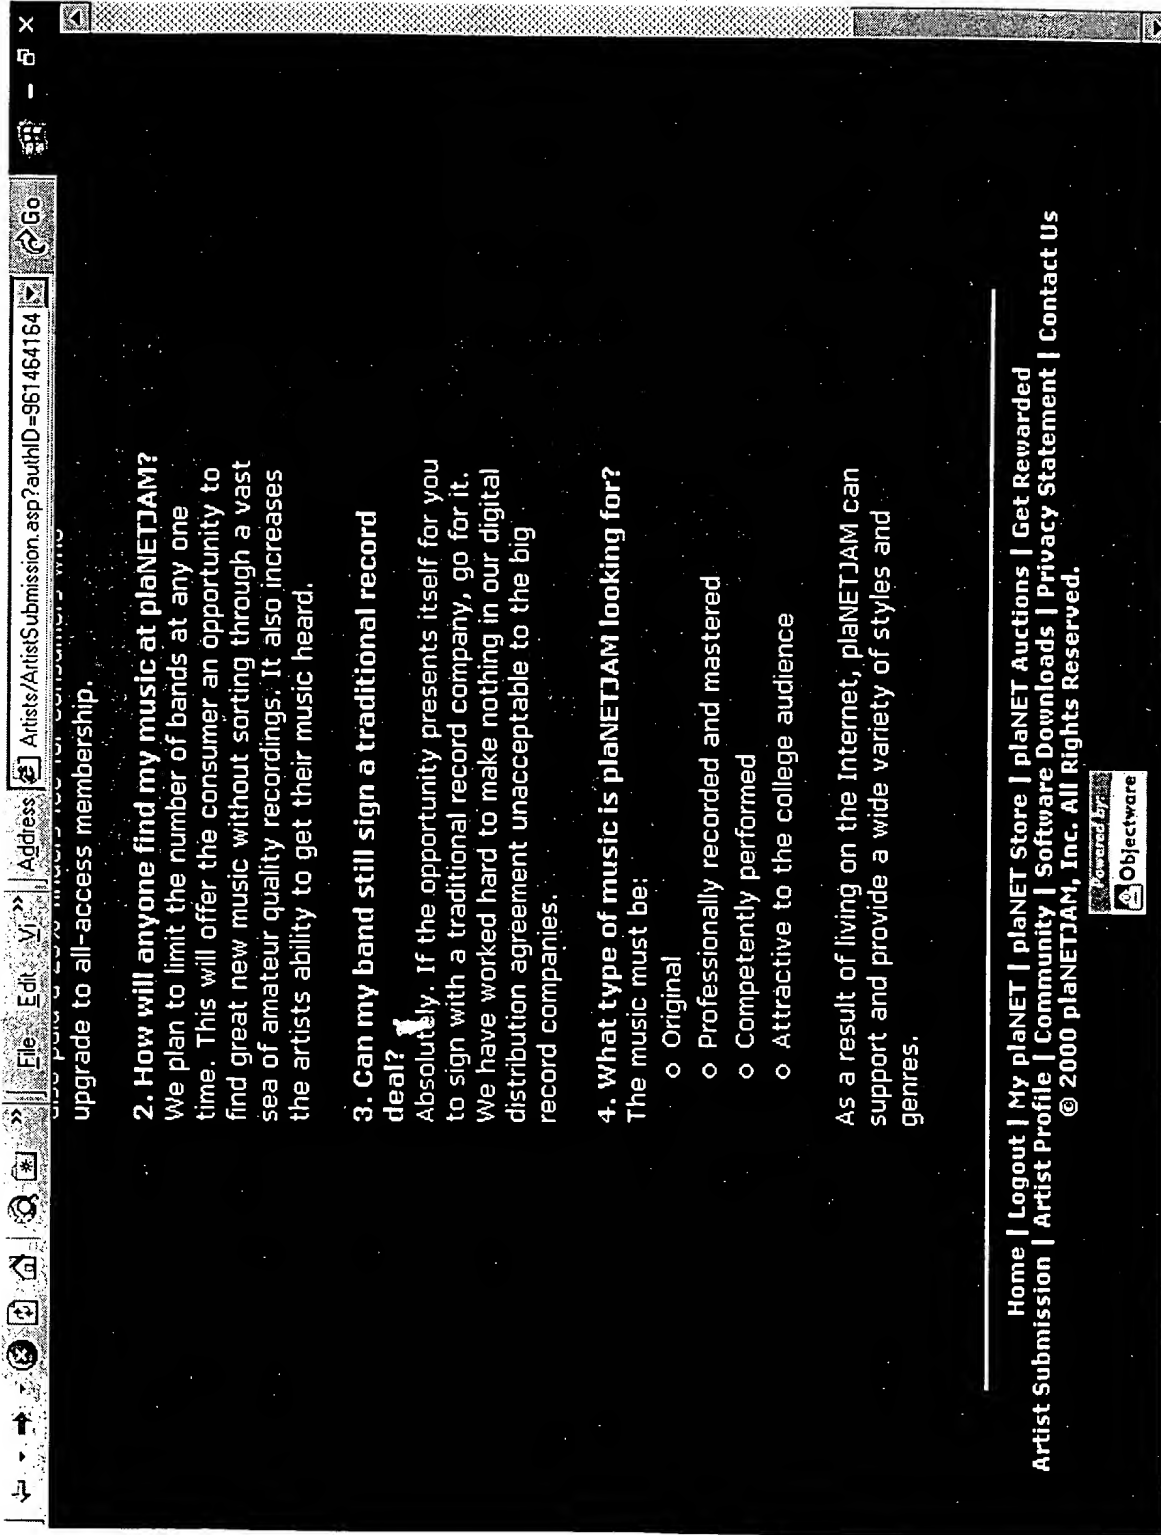 File Edit Vi » Address Artists/ArtistSubmission.asp?authID=961464164 Go
upgrade to all-access membership.
2. How will anyone find my music at plaNETJAM?
We plan to limit the number of bands at any one
time. This will offer the consumer an opportunity to
find great new music without sorting through a vast
sea of amateur quality recordings. It also increases
the artists ability to get their music heard.
3. Can my band still sign a traditional record
deal?
Absolutely. If the opportunity presents itself for you
to sign with a traditional record company, go for it.
We have worked hard to make nothing in our digital
distribution agreement unacceptable to the big
record companies.
4. What type of music is plaNETJAM looking for?
The music must be:
o Original
o Professionally recorded and mastered
o Competently performed
o Attractive to the college audience
As a result of living on the Internet, plaNETJAM can
support and provide a wide variety of styles and
genres.
Home | Logout | My plaNET | plaNET Store | plaNET Auctions | Get Rewarded
Artist Submission | Artist Profile | Community | Software Downloads | Privacy Statement | Contact Us
© 2000 plaNETJAM, Inc. All Rights Reserved.
Powered by:
Objectware